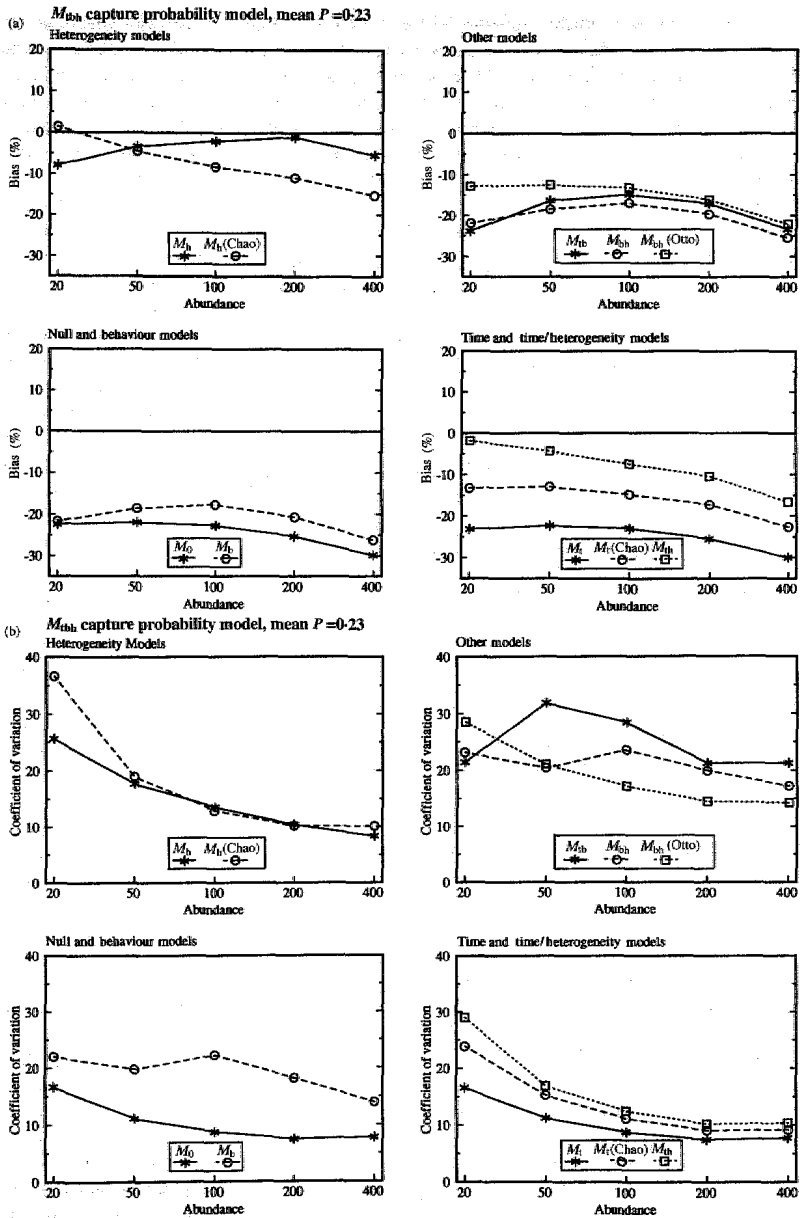 (a) M_tbh capture probability model, mean P =0·23
Heterogeneity models
20
10
0
-10
-20
-30
Bias (%)
M_h M_h(Chao)
20 50 100 200 400
Abundance
Other models
20
10
0
-10
-20
-30
Bias (%)
M_tb M_bh M_bh(Otto)
20 50 100 200 400
Abundance
Null and behaviour models
20
10
0
-10
-20
-30
Bias (%)
M_0 M_b
20 50 100 200 400
Abundance
Time and time/heterogeneity models
20
10
0
-10
-20
-30
Bias (%)
M_t M_t(Chao) M_th
20 50 100 200 400
Abundance
(b) M_tbh capture probability model, mean P =0·23
Heterogeneity Models
40
30
20
10
0
Coefficient of variation
M_h M_h(Chao)
20 50 100 200 400
Abundance
Other models
40
30
20
10
0
Coefficient of variation
M_tb M_bh M_bh(Otto)
20 50 100 200 400
Abundance
Null and behaviour models
40
30
20
10
0
Coefficient of variation
M_0 M_b
20 50 100 200 400
Abundance
Time and time/heterogeneity models
40
30
20
10
0
Coefficient of variation
M_t M_t(Chao) M_th
20 50 100 200 400
Abundance